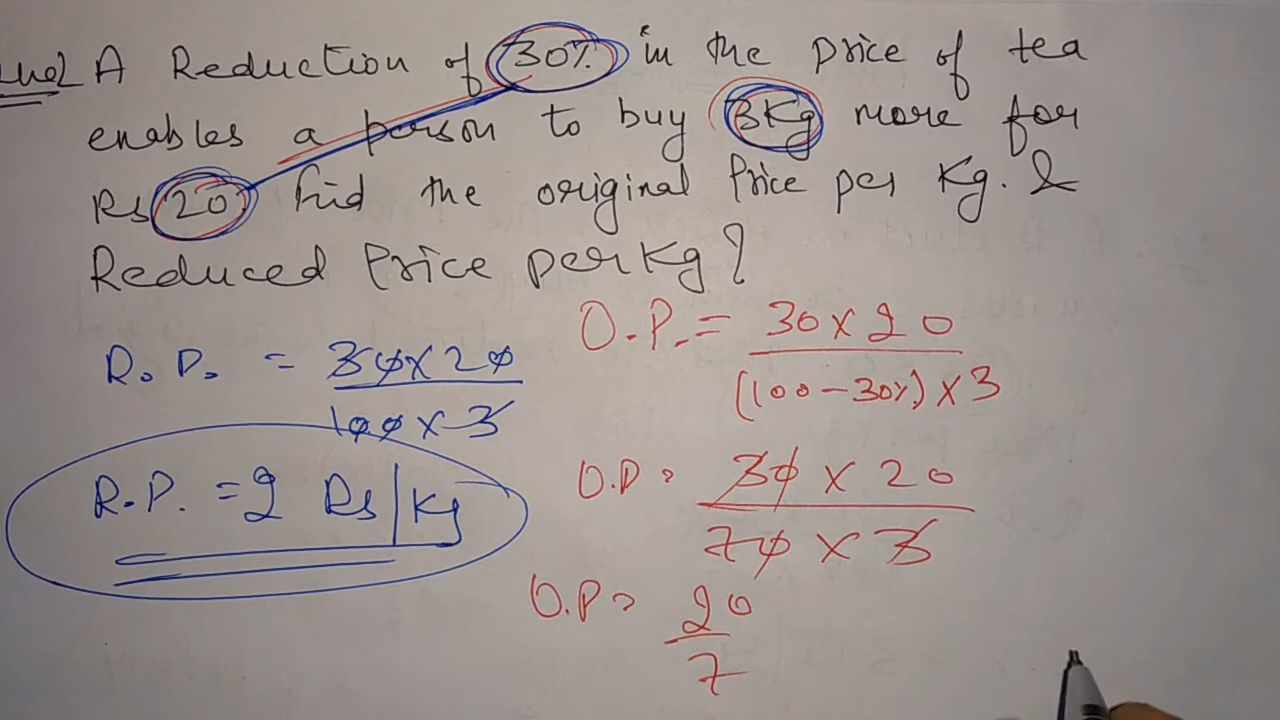 A Reduction of 30% in the price of tea
enables a person to buy 3Kg more for
Rs 20 find the original Price per Kg. &
Reduced Price per Kg?
O.P. = 30 x 20
(100-30%) x 3
R.P. = 30 x 20
100 x 3
R.P. = 2 Rs/Kg
O.P = 30 x 20
70 x 3
O.P = 20
7